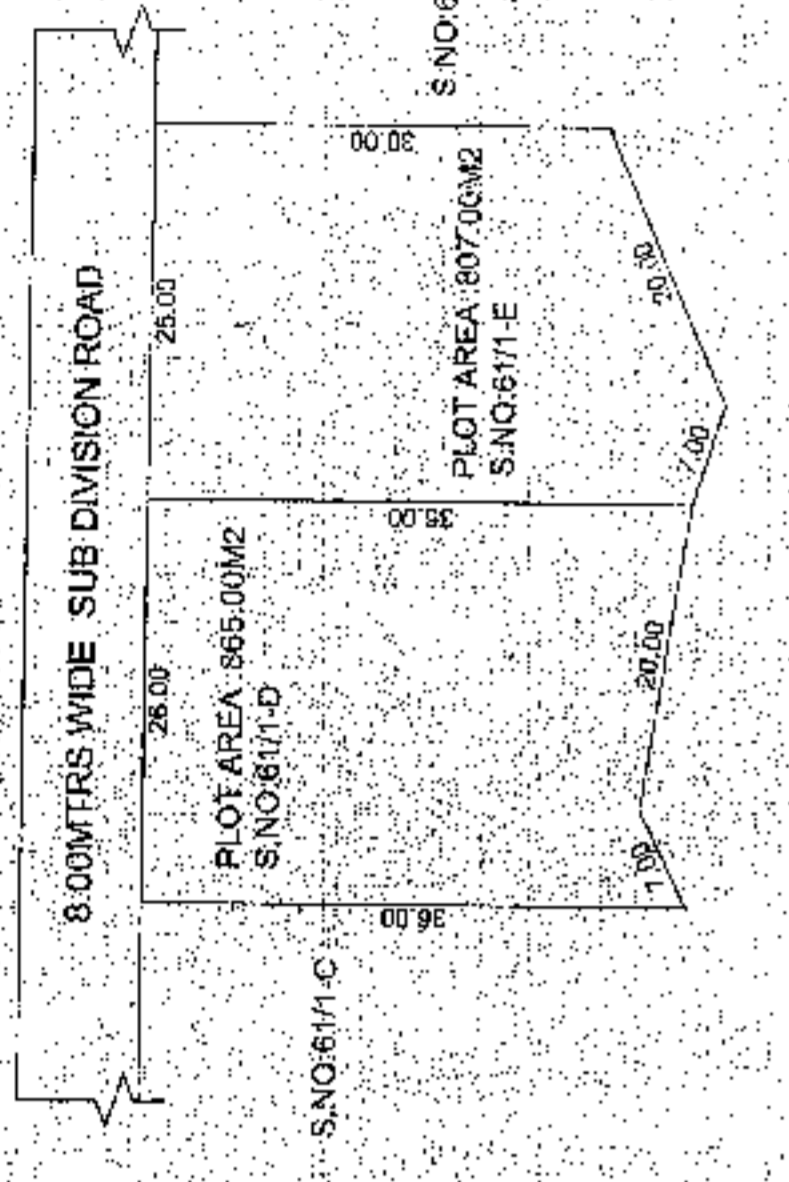 8.00MTRS WIDE SUB DIVISION ROAD
26.00
25.00
PLOT AREA :865.00M2
S.NO:61/1-D
PLOT AREA :807.00M2
S.NO:61/1-E
36.00
35.00
30.00
20.00
7.00
20.00
S.NO:61/1-C
S.NO:6